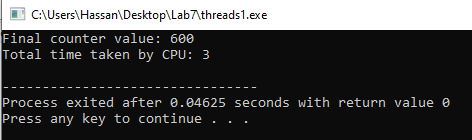 C:\Users\Hassan\Desktop\Lab7\threads1.exe
Final counter value: 600
Total time taken by CPU: 3
--------------------------------
Process exited after 0.04625 seconds with return value 0
Press any key to continue . . .